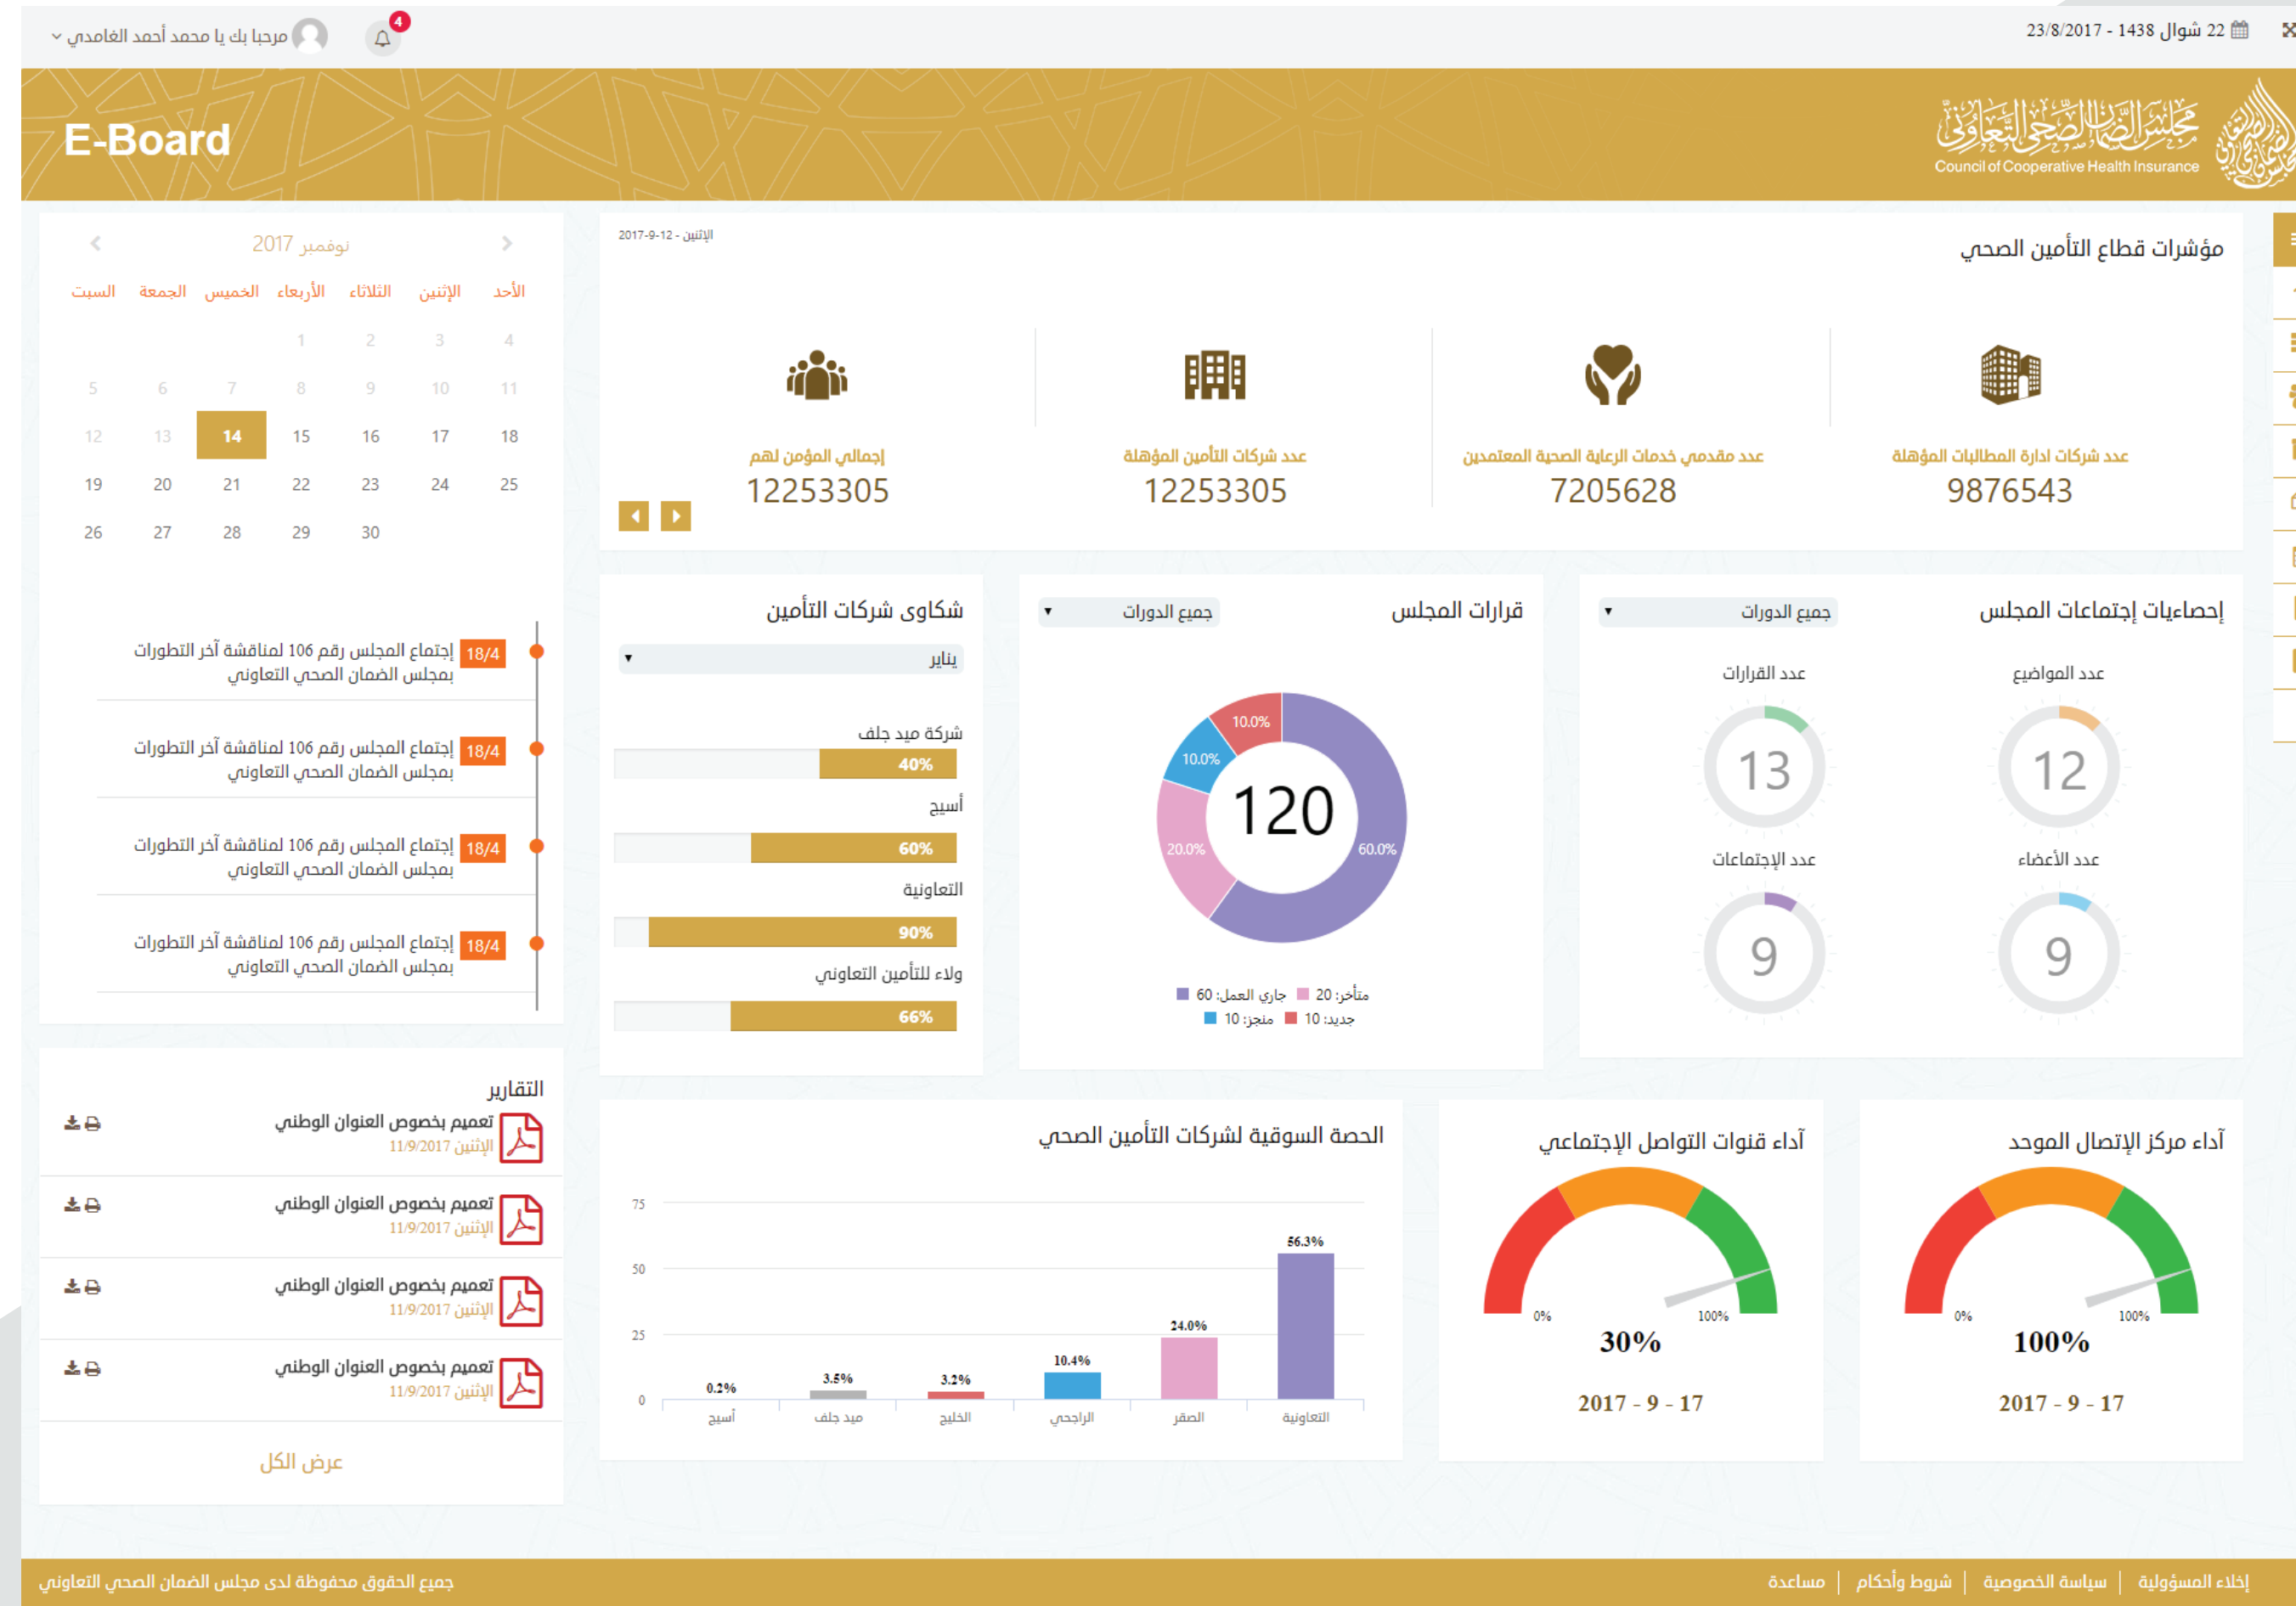 22 شوال 1438 - 23/8/2017
4
مرحبا بك يا محمد أحمد الغامدي
مجلس الضمان الصحي التعاوني
Council of Cooperative Health Insurance
E-Board
مؤشرات قطاع التأمين الصحي
الإثنين - 12-9-2017
عدد شركات ادارة المطالبات المؤهلة
9876543
عدد مقدمي خدمات الرعاية الصحية المعتمدين
7205628
عدد شركات التأمين المؤهلة
12253305
إجمالي المؤمن لهم
12253305
إحصاءيات إجتماعات المجلس
جميع الدورات
عدد المواضيع
12
عدد القرارات
13
عدد الأعضاء
9
عدد الإجتماعات
9
قرارات المجلس
جميع الدورات
10.0%
10.0%
20.0%
60.0%
120
متأخر: 20 جاري العمل: 60
جديد: 10 منجز: 10
شكاوى شركات التأمين
يناير
شركة ميد جلف
40%
أسيج
60%
التعاونية
90%
ولاء للتأمين التعاوني
66%
آداء مركز الإتصال الموحد
0%
100%
100%
2017 - 9 - 17
آداء قنوات التواصل الإجتماعي
0%
100%
30%
2017 - 9 - 17
الحصة السوقية لشركات التأمين الصحي
75
50
25
0
56.3%
24.0%
10.4%
3.2%
3.5%
0.2%
التعاونية الصقر الراجحي الخليج ميد جلف أسيج
نوفمبر 2017
الأحد الإثنين الثلاثاء الأربعاء الخميس الجمعة السبت
1 2 3 4
5 6 7 8 9 10 11
12 13 14 15 16 17 18
19 20 21 22 23 24 25
26 27 28 29 30
18/4 إجتماع المجلس رقم 106 لمناقشة آخر التطورات
بمجلس الضمان الصحي التعاوني
18/4 إجتماع المجلس رقم 106 لمناقشة آخر التطورات
بمجلس الضمان الصحي التعاوني
18/4 إجتماع المجلس رقم 106 لمناقشة آخر التطورات
بمجلس الضمان الصحي التعاوني
18/4 إجتماع المجلس رقم 106 لمناقشة آخر التطورات
بمجلس الضمان الصحي التعاوني
التقارير
تعميم بخصوص العنوان الوطني
الإثنين 11/9/2017
تعميم بخصوص العنوان الوطني
الإثنين 11/9/2017
تعميم بخصوص العنوان الوطني
الإثنين 11/9/2017
تعميم بخصوص العنوان الوطني
الإثنين 11/9/2017
عرض الكل
إخلاء المسؤولية | سياسة الخصوصية | شروط وأحكام | مساعدة
جميع الحقوق محفوظة لدى مجلس الضمان الصحي التعاوني